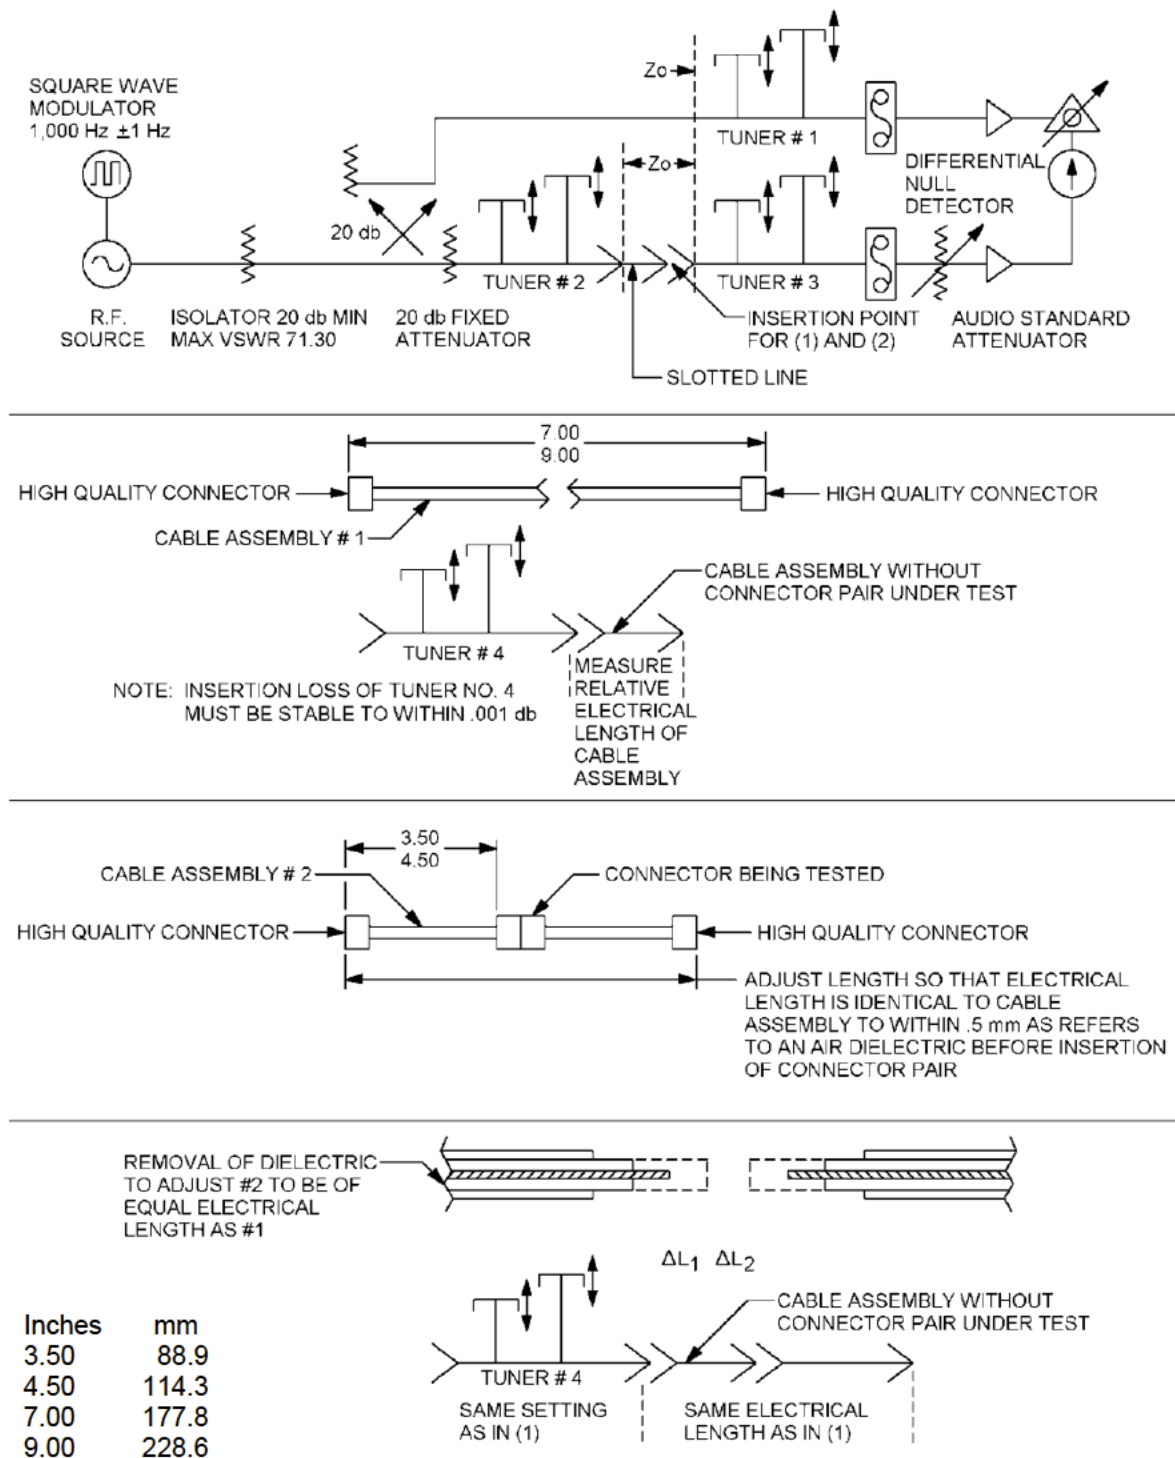 SQUARE WAVE
MODULATOR
1,000 Hz ±1 Hz
Zo
TUNER # 1
Zo
DIFFERENTIAL
NULL
DETECTOR
20 db
TUNER # 2
TUNER # 3
R.F.
SOURCE
ISOLATOR 20 db MIN
MAX VSWR 71.30
20 db FIXED
ATTENUATOR
INSERTION POINT
FOR (1) AND (2)
AUDIO STANDARD
ATTENUATOR
SLOTTED LINE
7.00
9.00
HIGH QUALITY CONNECTOR
HIGH QUALITY CONNECTOR
CABLE ASSEMBLY # 1
CABLE ASSEMBLY WITHOUT
CONNECTOR PAIR UNDER TEST
TUNER # 4
NOTE: INSERTION LOSS OF TUNER NO. 4
MUST BE STABLE TO WITHIN .001 db
MEASURE
RELATIVE
ELECTRICAL
LENGTH OF
CABLE
ASSEMBLY
3.50
4.50
CABLE ASSEMBLY # 2
CONNECTOR BEING TESTED
HIGH QUALITY CONNECTOR
HIGH QUALITY CONNECTOR
ADJUST LENGTH SO THAT ELECTRICAL
LENGTH IS IDENTICAL TO CABLE
ASSEMBLY TO WITHIN .5 mm AS REFERS
TO AN AIR DIELECTRIC BEFORE INSERTION
OF CONNECTOR PAIR
REMOVAL OF DIELECTRIC
TO ADJUST #2 TO BE OF
EQUAL ELECTRICAL
LENGTH AS #1
ΔL1 ΔL2
CABLE ASSEMBLY WITHOUT
CONNECTOR PAIR UNDER TEST
TUNER # 4
SAME SETTING
AS IN (1)
SAME ELECTRICAL
LENGTH AS IN (1)
Inches mm
3.50 88.9
4.50 114.3
7.00 177.8
9.00 228.6